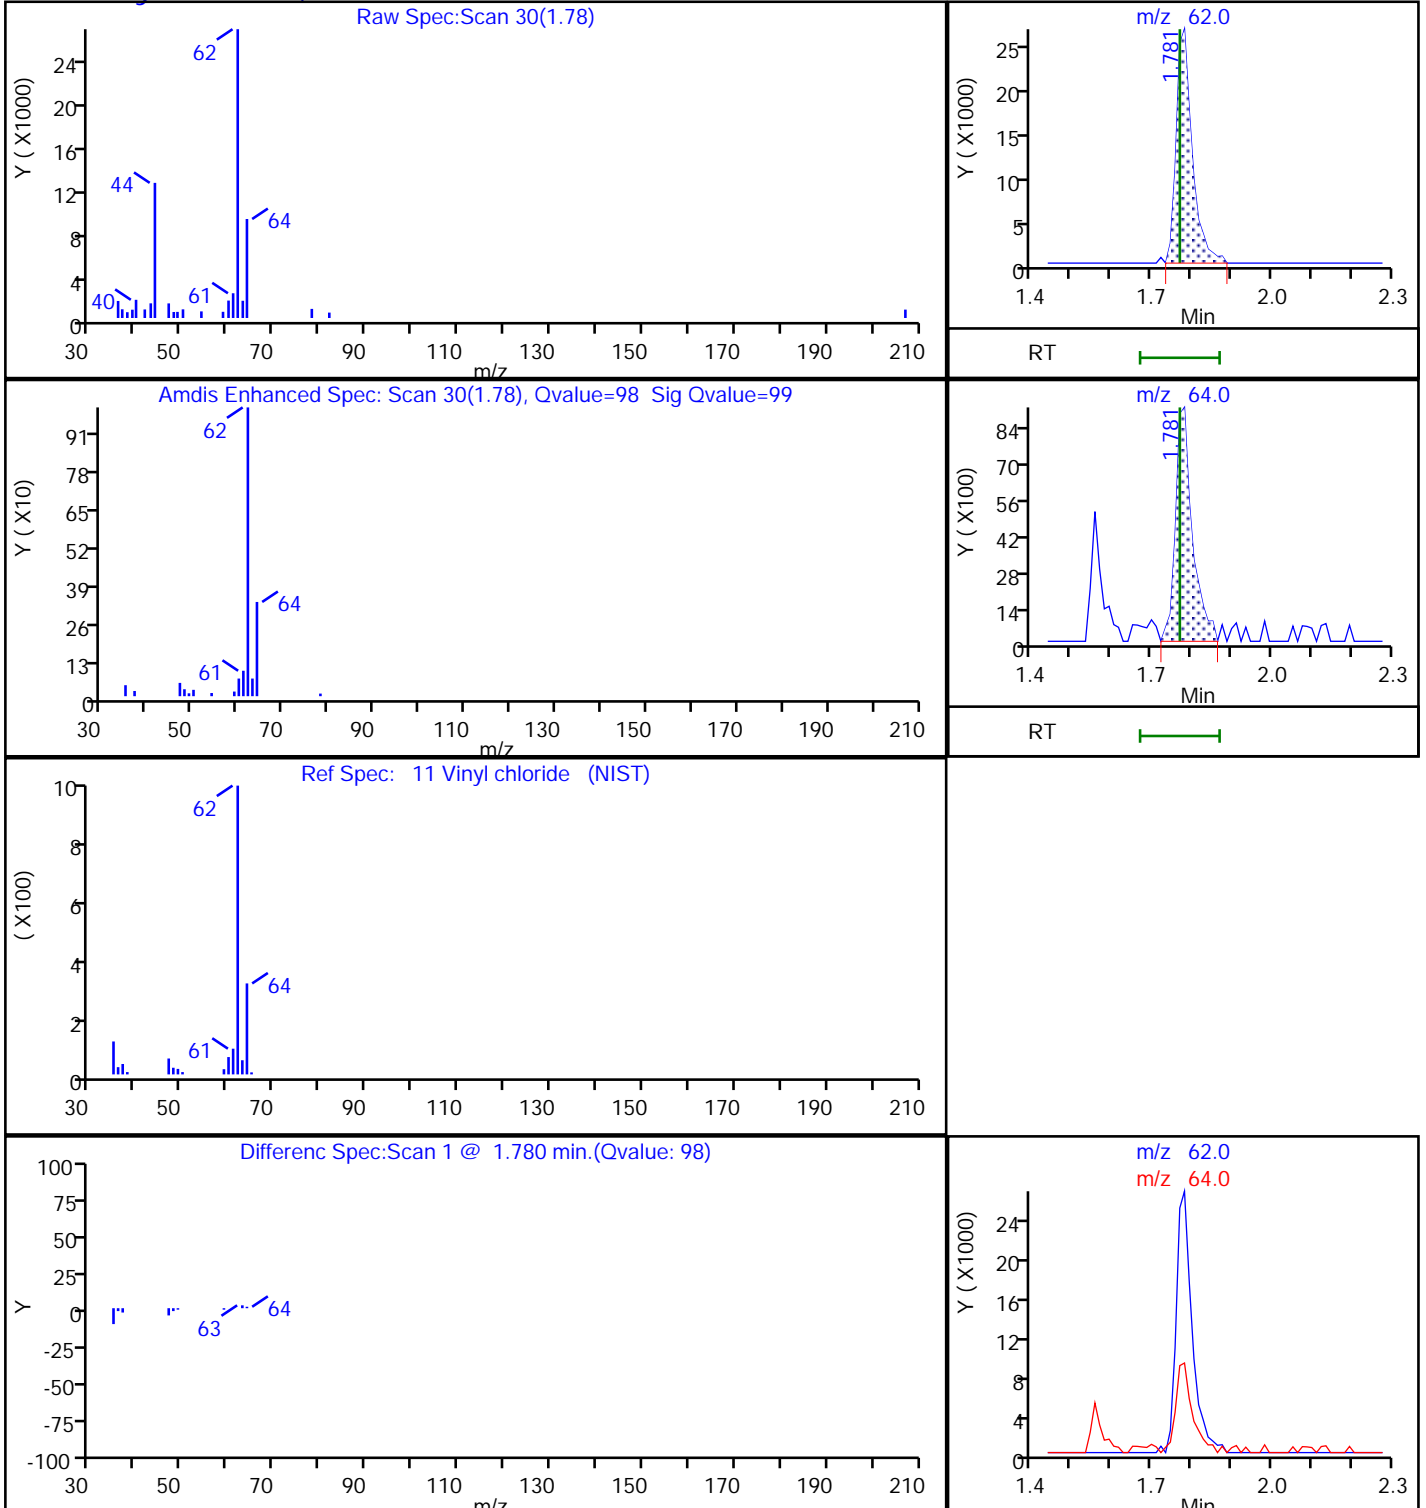 Raw Spec:Scan 30(1.78)
Y ( X1000)
24
20
16
12
8
4
0
62
44
64
40
61
30 50 70 90 110 130 150 170 190 210
m/z
m/z 62.0
Y ( X1000)
25
20
15
10
5
0
1.781
1.4 1.7 2.0 2.3
Min
RT
Amdis Enhanced Spec: Scan 30(1.78), Qvalue=98 Sig Qvalue=99
Y ( X10)
91
78
65
52
39
26
13
0
62
64
61
30 50 70 90 110 130 150 170 190 210
m/z
m/z 64.0
Y ( X100)
84
70
56
42
28
14
0
1.781
1.4 1.7 2.0 2.3
Min
RT
Ref Spec: 11 Vinyl chloride (NIST)
( X100)
10
8
6
4
2
0
62
64
61
30 50 70 90 110 130 150 170 190 210
Differenc Spec:Scan 1 @ 1.780 min.(Qvalue: 98)
Y
100
75
50
25
0
-25
-50
-75
-100
63
64
30 50 70 90 110 130 150 170 190 210
m/z
m/z 62.0
m/z 64.0
Y ( X1000)
24
20
16
12
8
4
0
1.4 1.7 2.0 2.3
Min